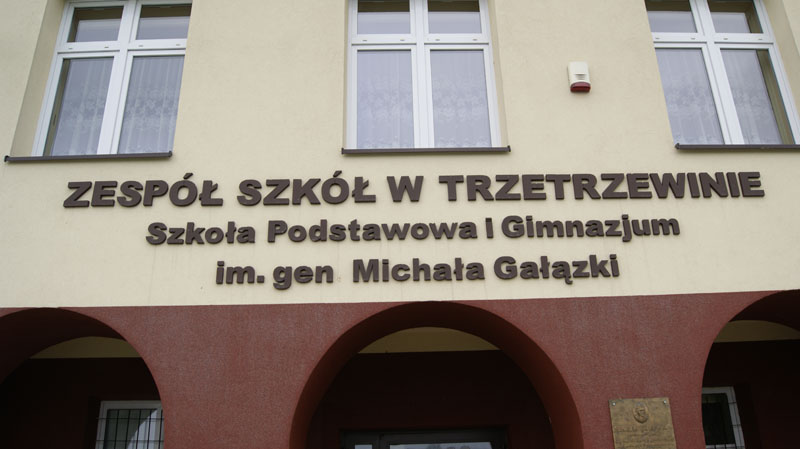 ZESPÓŁ SZKÓŁ W TRZETRZEWINIE
Szkoła Podstawowa i Gimnazjum
im. gen Michała Gałązki